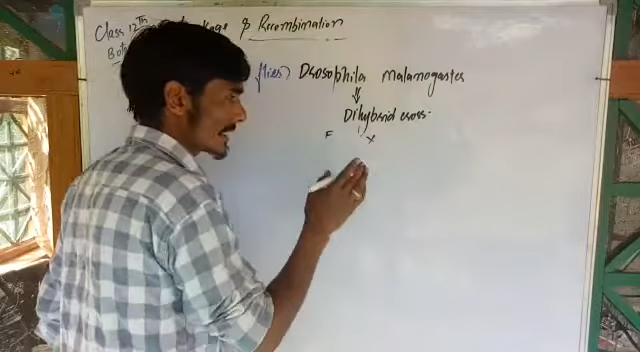 Class 12th & Recombination
flies) Drosophila malanogaster
Dihybrid cross.
F x